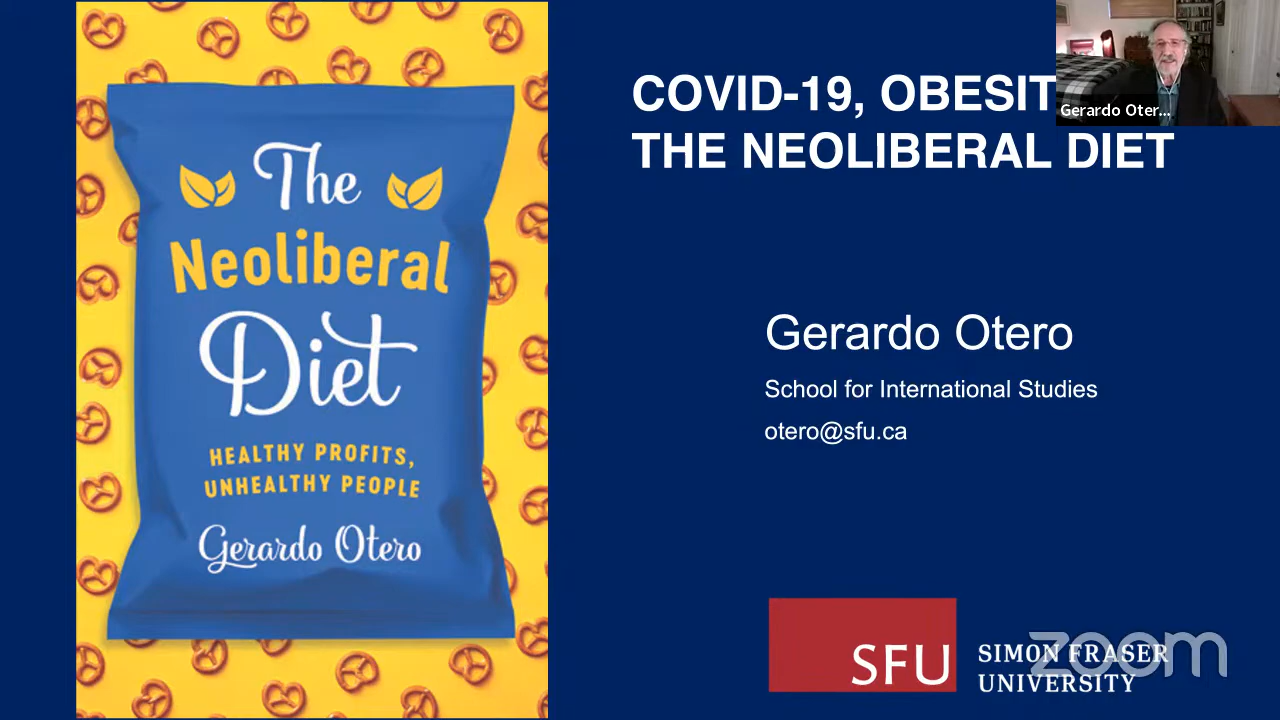 The
Neoliberal
Diet
HEALTHY PROFITS,
UNHEALTHY PEOPLE
Gerardo Otero
COVID-19, OBESIT
THE NEOLIBERAL DIET
Gerardo Oter...
Gerardo Otero
School for International Studies
otero@sfu.ca
SFU
SIMON FRASER
UNIVERSITY
zoom